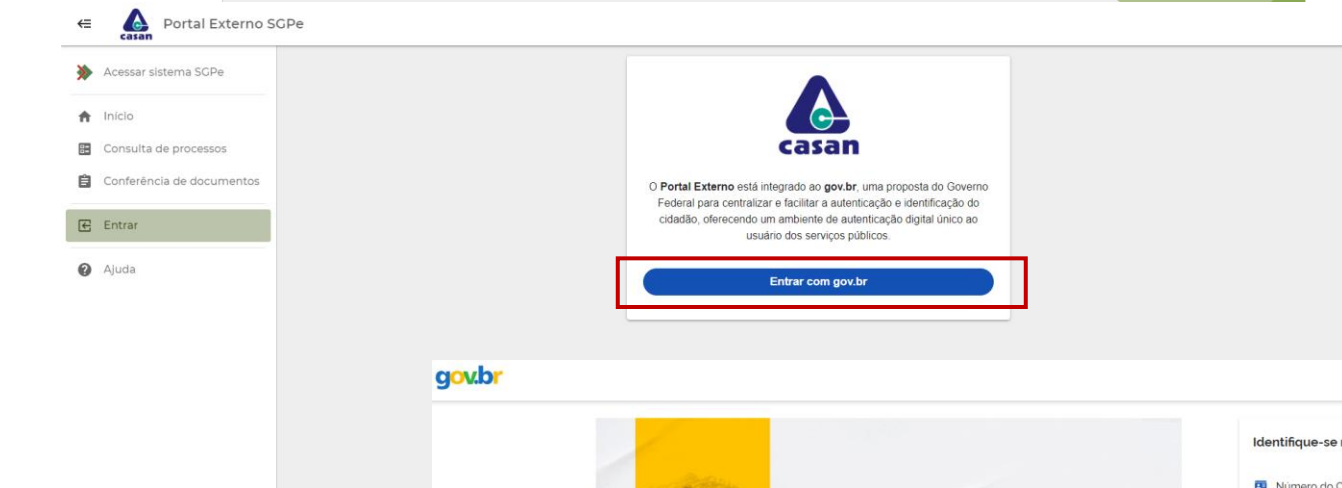 casan
Portal Externo SGPe
Acessar sistema SGPe
Início
Consulta de processos
Conferência de documentos
Entrar
Ajuda
casan
O Portal Externo está integrado ao gov.br, uma proposta do Governo
Federal para centralizar e facilitar a autenticação e identificação do
cidadão, oferecendo um ambiente de autenticação digital único ao
usuário dos serviços públicos.
Entrar com gov.br
gov.br
Identifique-se
Número do